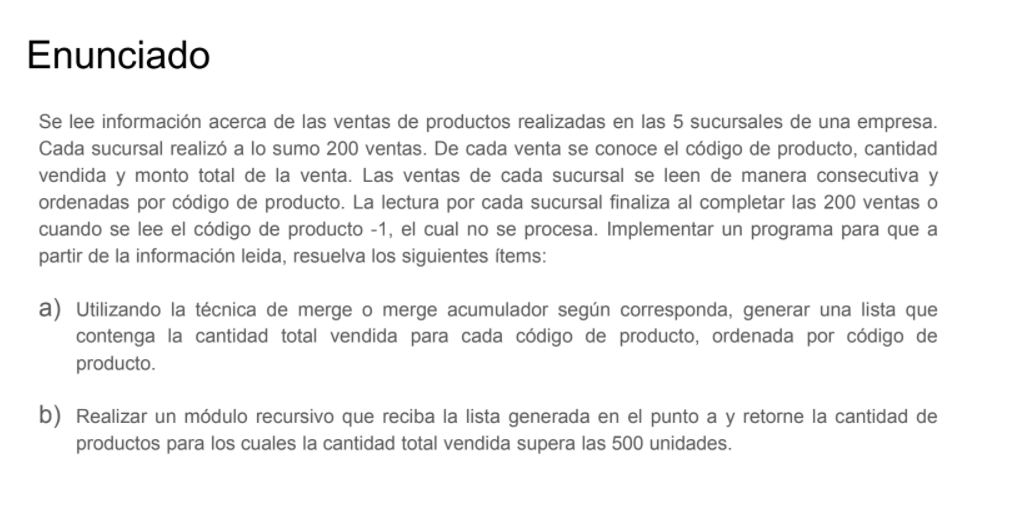 Enunciado
Se lee información acerca de las ventas de productos realizadas en las 5 sucursales de una empresa.
Cada sucursal realizó a lo sumo 200 ventas. De cada venta se conoce el código de producto, cantidad
vendida y monto total de la venta. Las ventas de cada sucursal se leen de manera consecutiva y
ordenadas por código de producto. La lectura por cada sucursal finaliza al completar las 200 ventas o
cuando se lee el código de producto -1, el cual no se procesa. Implementar un programa para que a
partir de la información leida, resuelva los siguientes ítems:
a) Utilizando la técnica de merge o merge acumulador según corresponda, generar una lista que
contenga la cantidad total vendida para cada código de producto, ordenada por código de
producto.
b) Realizar un módulo recursivo que reciba la lista generada en el punto a y retorne la cantidad de
productos para los cuales la cantidad total vendida supera las 500 unidades.